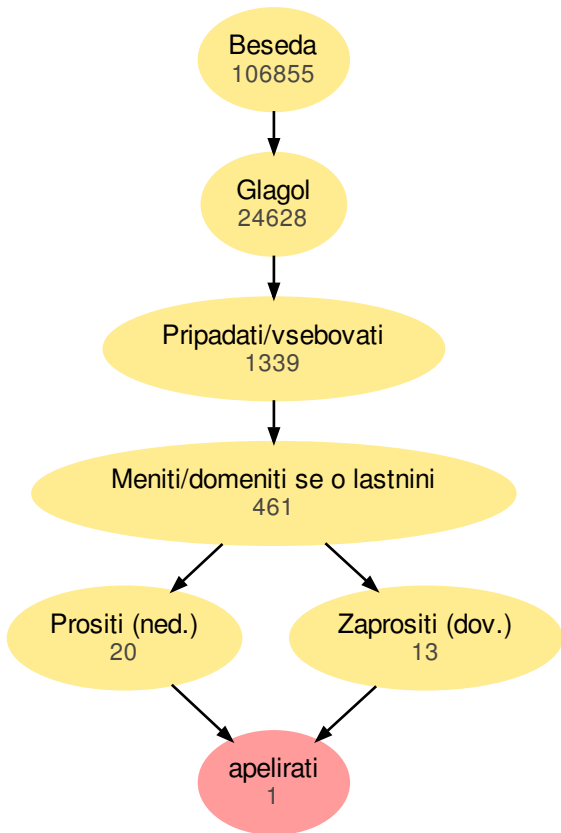 Beseda
106855
Glagol
24628
Pripadati/vsebovati
1339
Meniti/domeniti se o lastnini
461
Prositi (ned.)
20
Zaprositi (dov.)
13
apelirati
1